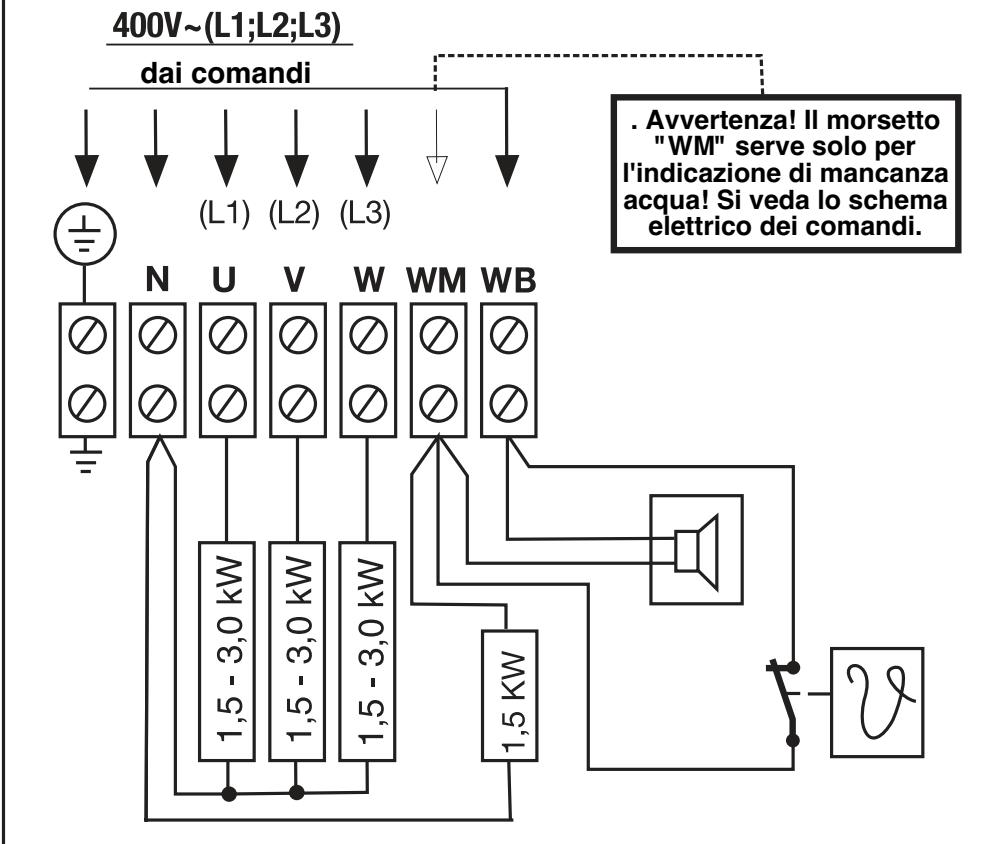 400V~(L1;L2;L3)
dai comandi
. Avvertenza! Il morsetto
"WM" serve solo per
l'indicazione di mancanza
acqua! Si veda lo schema
elettrico dei comandi.
(L1) (L2) (L3)
N U V W WM WB
1,5 - 3,0 kW
1,5 - 3,0 kW
1,5 - 3,0 kW
1,5 KW